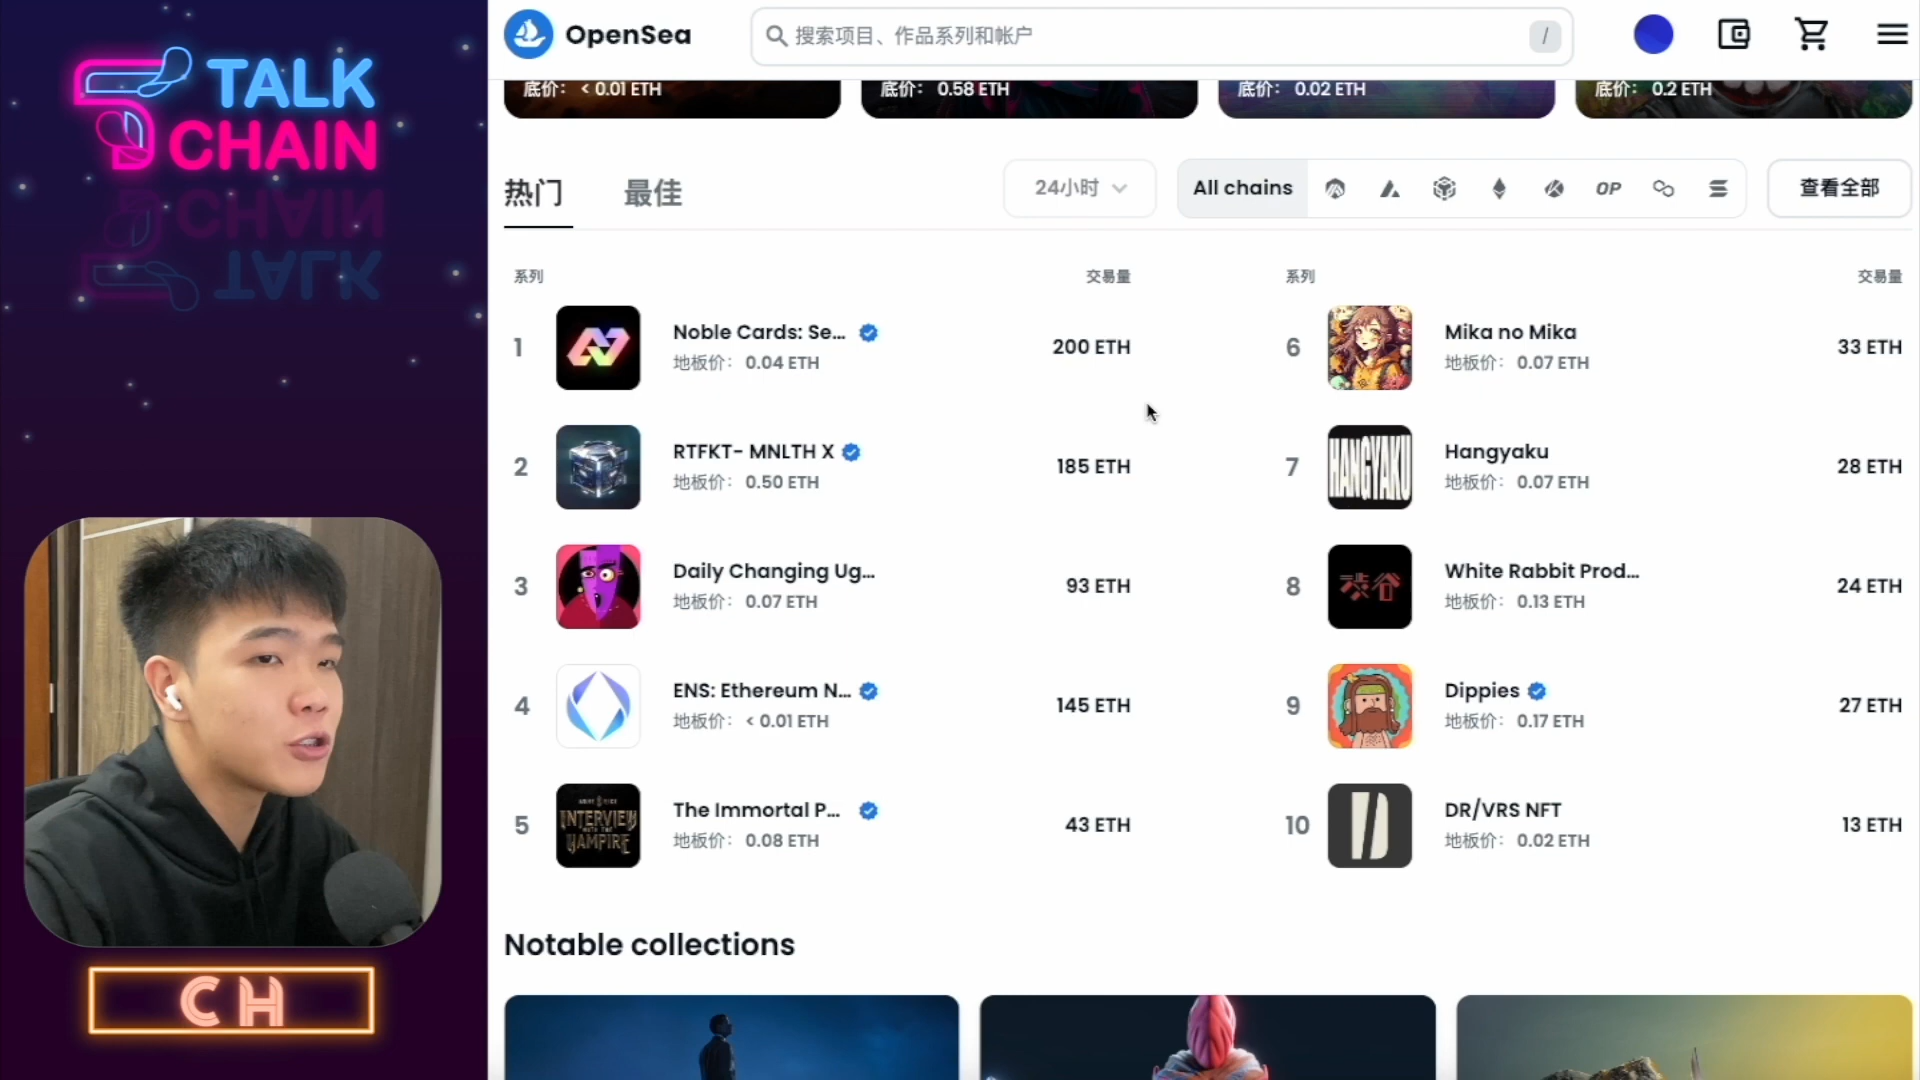 TALK
CHAIN
OpenSea
搜索项目、作品系列和帐户
/
底价： < 0.01 ETH
底价： 0.58 ETH
底价： 0.02 ETH
底价： 0.2 ETH
热门
最佳
24小时
All chains
OP
查看全部
系列
交易量
1
Noble Cards: Se...
地板价： 0.04 ETH
200 ETH
2
RTFKT- MNLTH X
地板价： 0.50 ETH
185 ETH
3
Daily Changing Ug...
地板价： 0.07 ETH
93 ETH
4
ENS: Ethereum N...
地板价： < 0.01 ETH
145 ETH
5
INTERVIEW
WITH THE
VAMPIRE
The Immortal P...
地板价： 0.08 ETH
43 ETH
系列
交易量
6
Mika no Mika
地板价： 0.07 ETH
33 ETH
7
HANGYAKU
Hangyaku
地板价： 0.07 ETH
28 ETH
8
渋谷
White Rabbit Prod...
地板价： 0.13 ETH
24 ETH
9
Dippies
地板价： 0.17 ETH
27 ETH
10
DR/VRS NFT
地板价： 0.02 ETH
13 ETH
Notable collections
CH